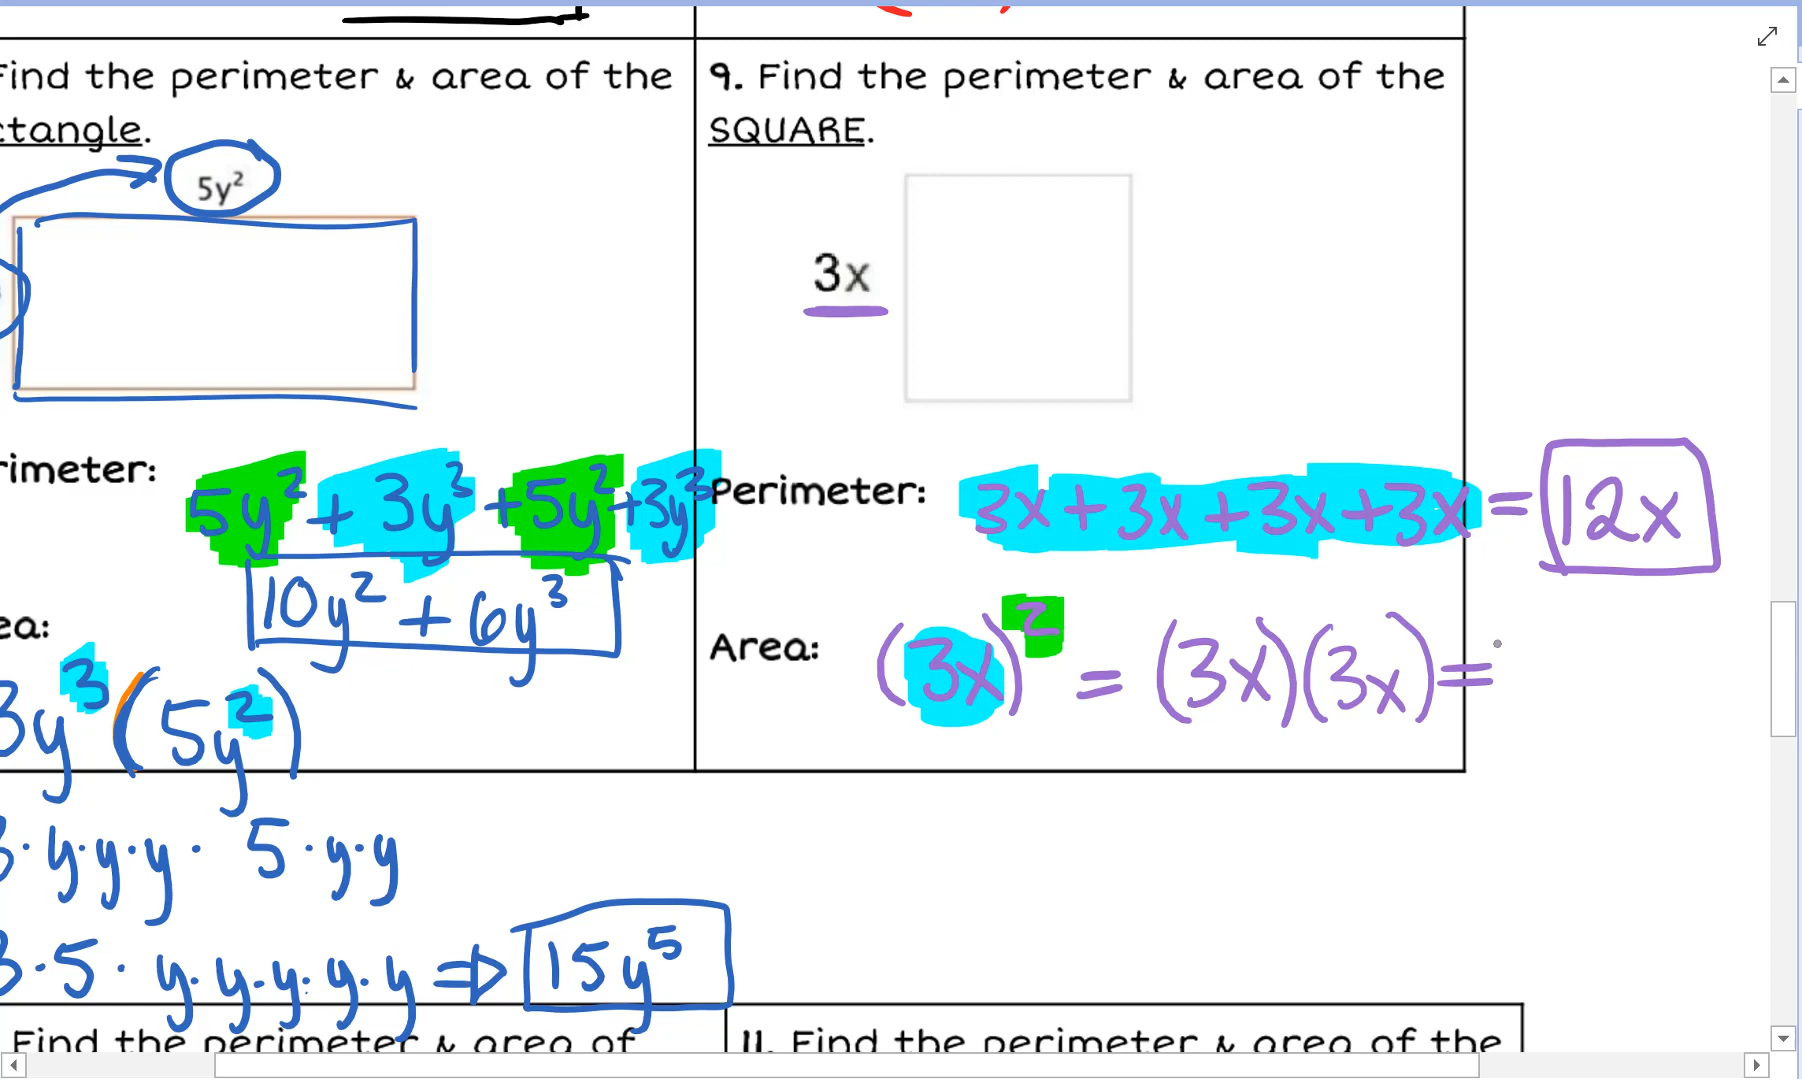 Find the perimeter & area of the
ctangle.
5y²
rimeter: 5y² + 3y³ +5y²+3y³
10y² + 6y³
ea:
3y³(5y²)
3·y·y·y· 5·y·y
3·5· y·y·y·y·y ⇒ 15y⁵
9. Find the perimeter & area of the
SQUARE.
3x
Perimeter: 3x+3x+3x+3x = 12x
Area: (3x)² = (3x)(3x)=
Find the perimeter & area of
11. Find the perimeter & area of the